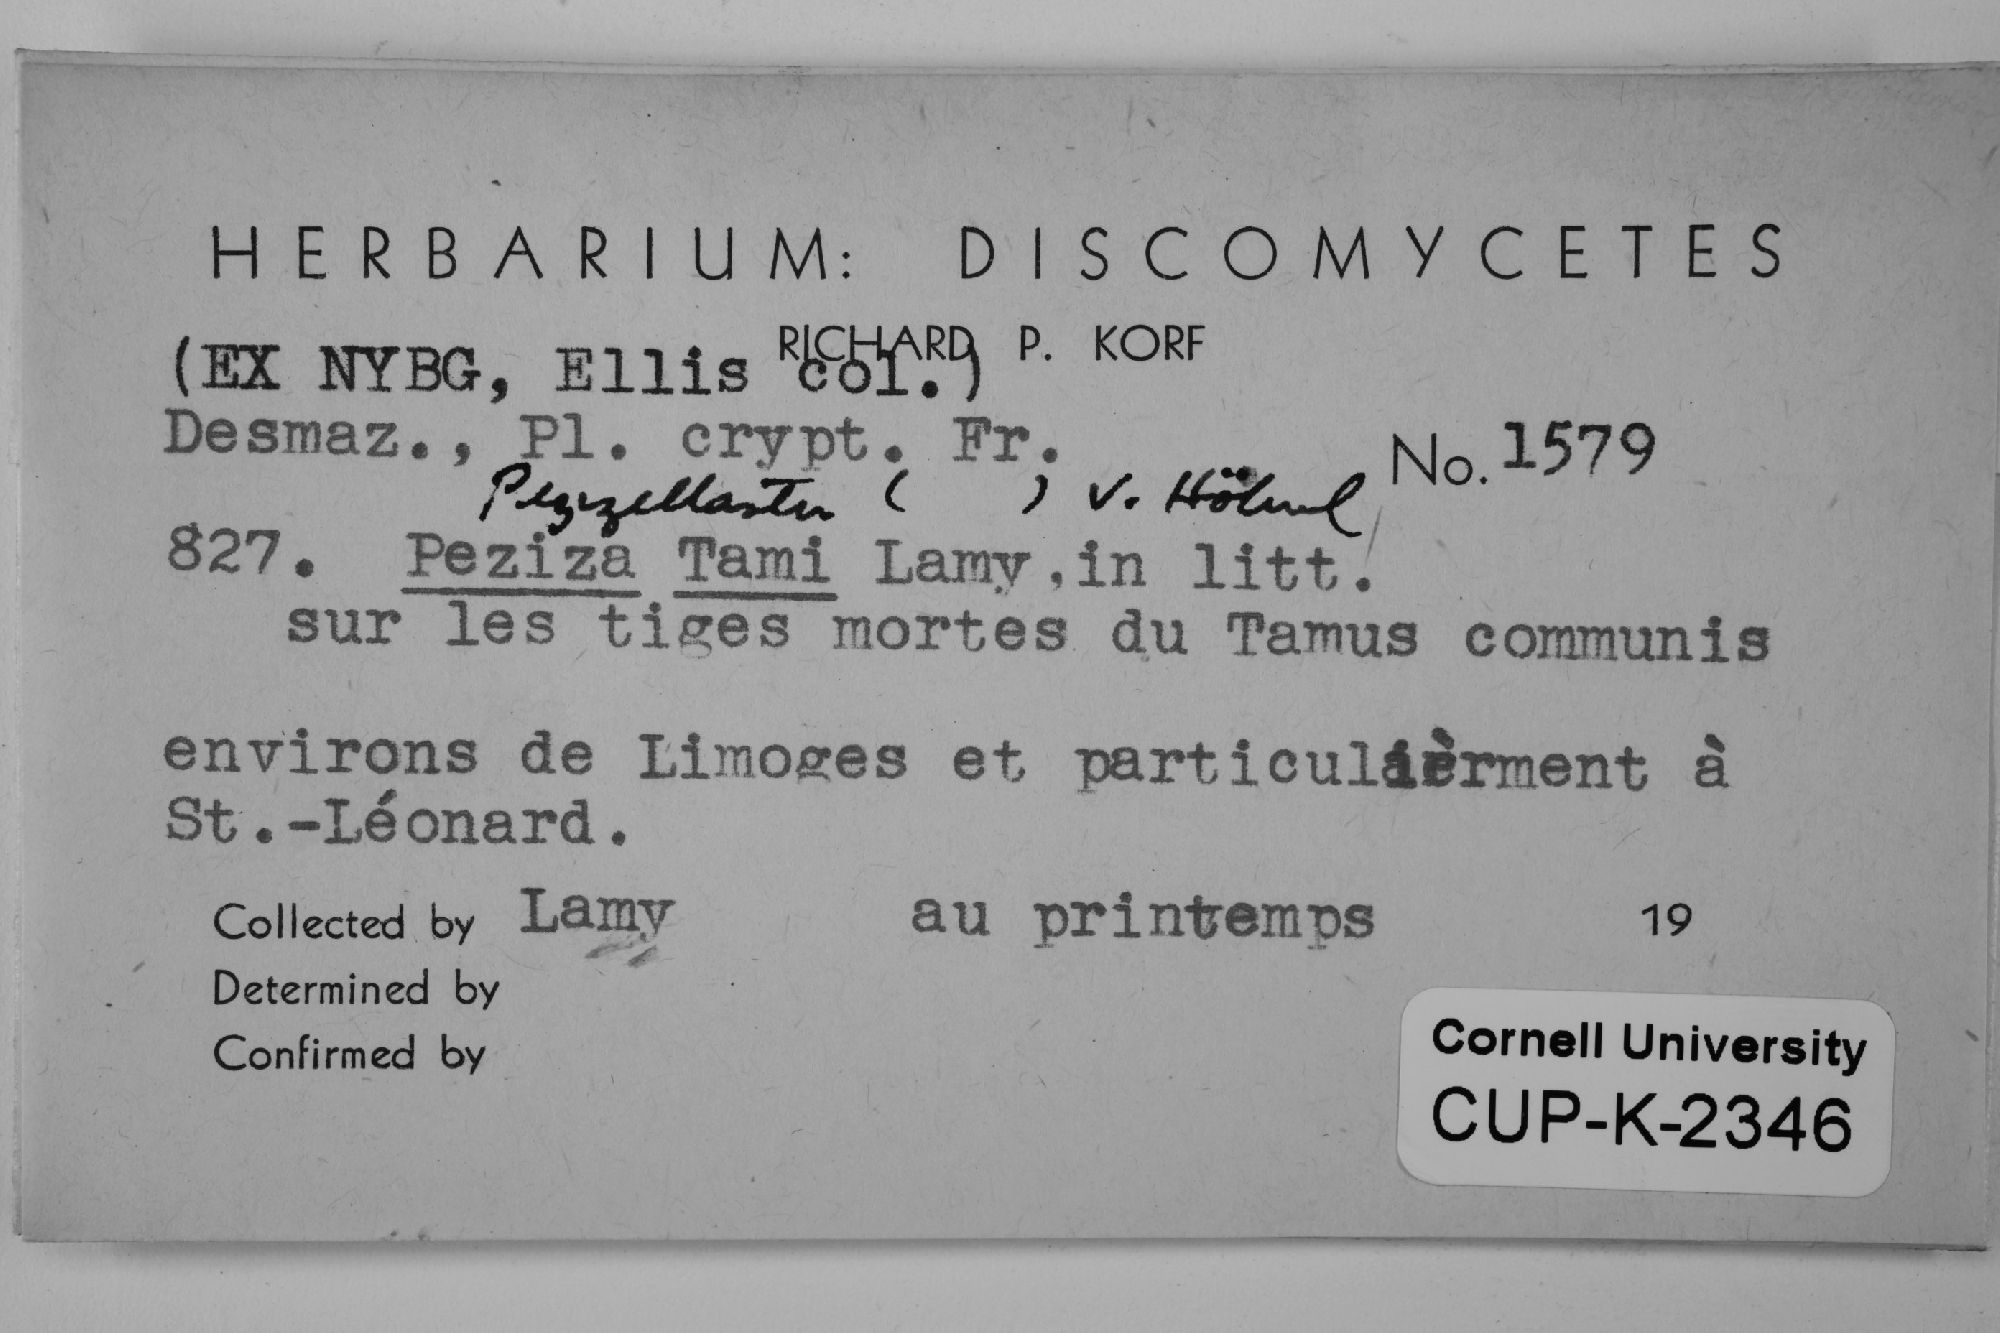 HERBARIUM: DISCOMYCETES
RICHARD P. KORF
(EX NYBG, Ellis col.)
Desmaz., Pl. crypt. Fr.
No. 1579
Pezizellaster ( ) v. Höhnel
827. Peziza Tami Lamy,in litt.
sur les tiges mortes du Tamus communis
environs de Limoges et particulièrment à
St.-Léonard.
Collected by Lamy au printemps 19
Determined by
Confirmed by
Cornell University
CUP-K-2346